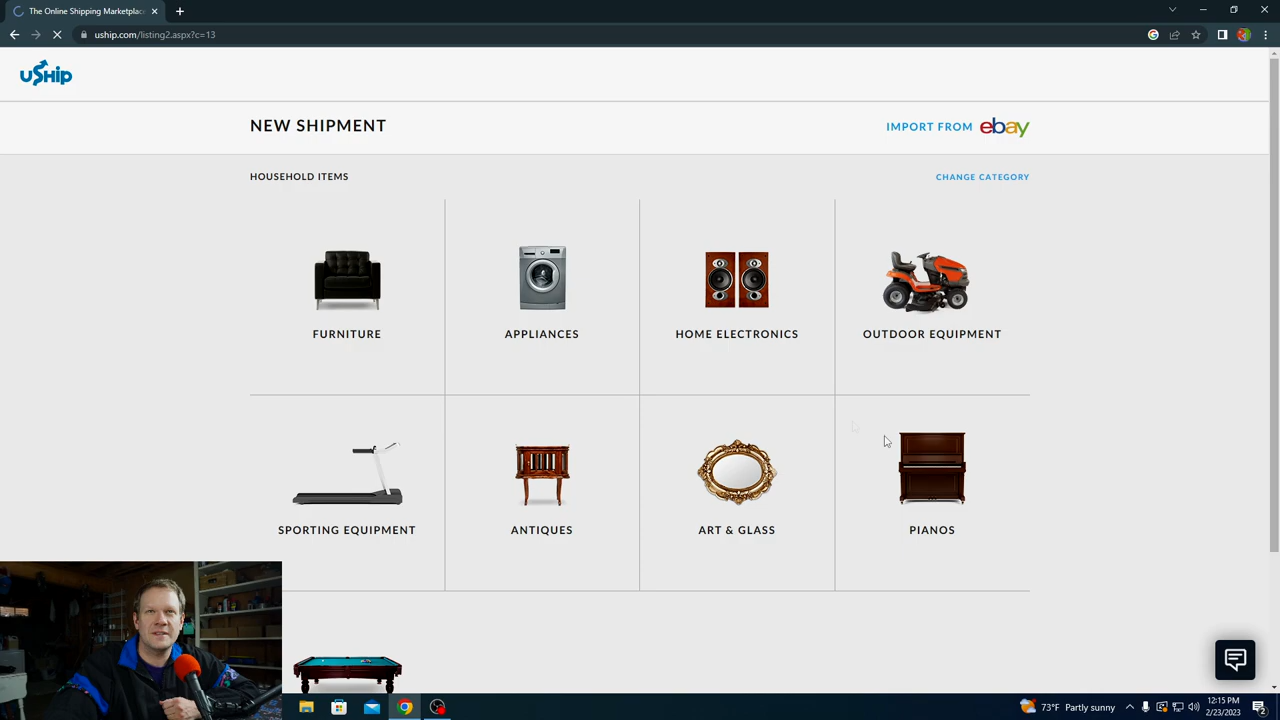 The Online Shipping Marketplac
uship.com/listing2.aspx?c=13
uShip
NEW SHIPMENT
IMPORT FROM ebay
HOUSEHOLD ITEMS
CHANGE CATEGORY
FURNITURE
APPLIANCES
HOME ELECTRONICS
OUTDOOR EQUIPMENT
SPORTING EQUIPMENT
ANTIQUES
ART & GLASS
PIANOS
73°F Partly sunny
12:15 PM
2/23/2023
2